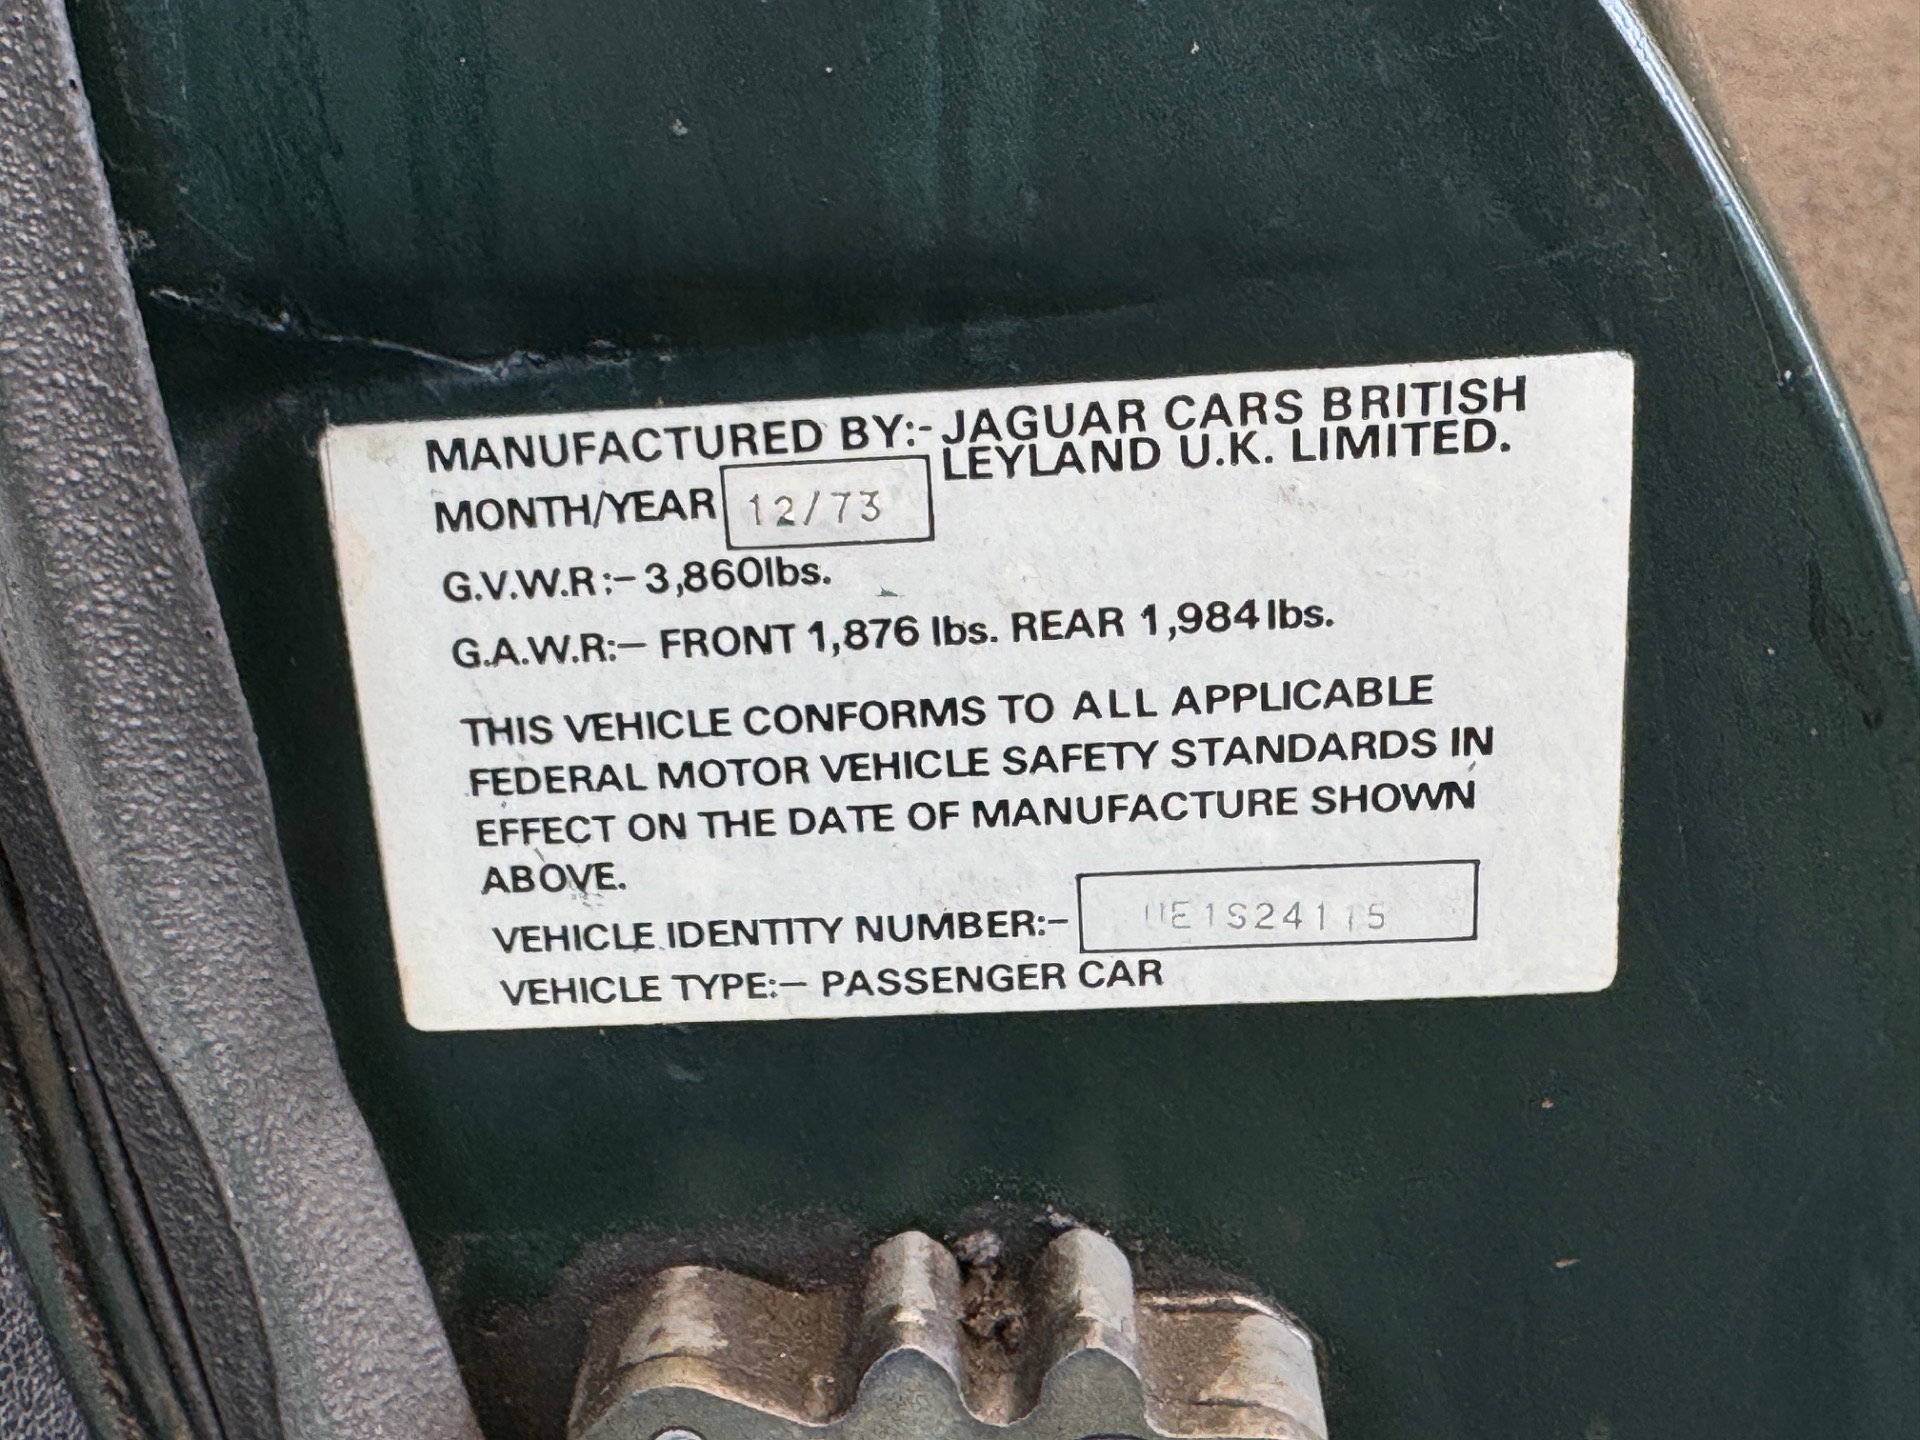 MANUFACTURED BY:- JAGUAR CARS BRITISH
LEYLAND U.K. LIMITED.
MONTH/YEAR 12/73
G.V.W.R:- 3,860lbs.
G.A.W.R:- FRONT 1,876 lbs. REAR 1,984 lbs.
THIS VEHICLE CONFORMS TO ALL APPLICABLE
FEDERAL MOTOR VEHICLE SAFETY STANDARDS IN
EFFECT ON THE DATE OF MANUFACTURE SHOWN
ABOVE.
VEHICLE IDENTITY NUMBER:- UE1S24115
VEHICLE TYPE:- PASSENGER CAR